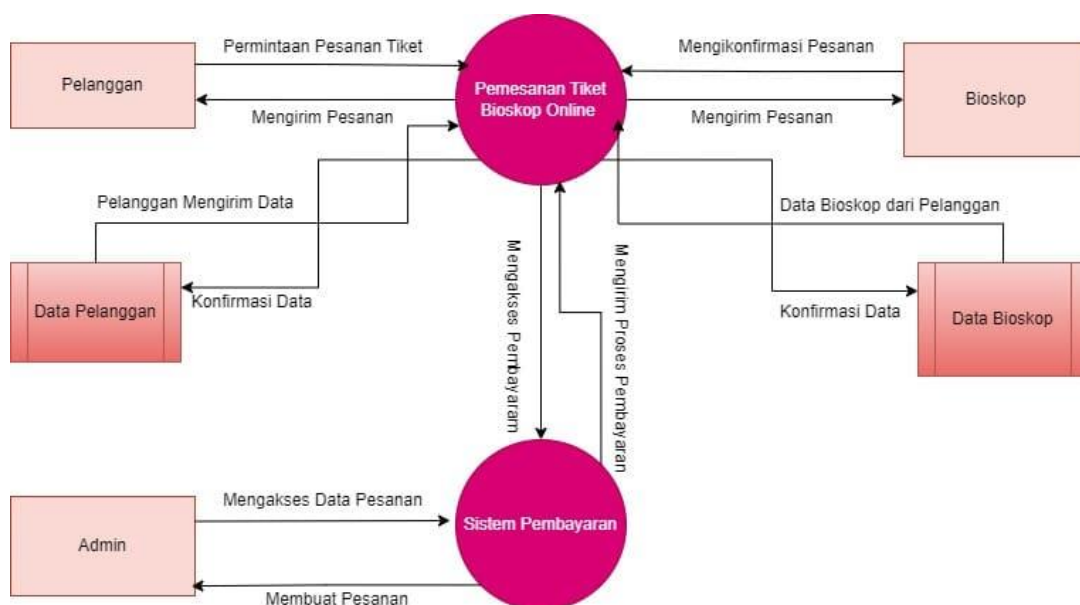 Permintaan Pesanan Tiket
Mengikonfirmasi Pesanan
Pelanggan
Pemesanan Tiket
Bioskop Online
Bioskop
Mengirim Pesanan
Mengirim Pesanan
Pelanggan Mengirim Data
Data Bioskop dari Pelanggan
Mengakses Pembayaram
Mengirim Proses Pembayaran
Data Pelanggan
Konfirmasi Data
Konfirmasi Data
Data Bioskop
Mengakses Data Pesanan
Admin
Sistem Pembayaran
Membuat Pesanan